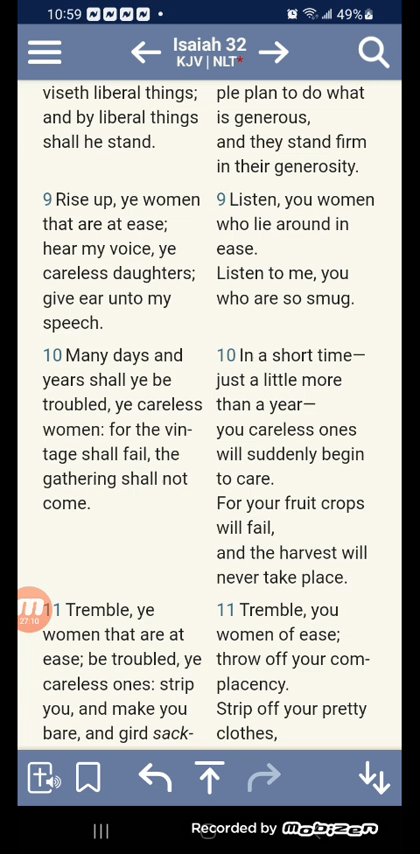 10:59
49%
Isaiah 32
KJV | NLT*
viseth liberal things;
and by liberal things
shall he stand.
9 Rise up, ye women
that are at ease;
hear my voice, ye
careless daughters;
give ear unto my
speech.
10 Many days and
years shall ye be
troubled, ye careless
women: for the vin-
tage shall fail, the
gathering shall not
come.
11 Tremble, ye
women that are at
ease; be troubled, ye
careless ones: strip
you, and make you
bare, and gird sack-
ple plan to do what
is generous,
and they stand firm
in their generosity.
9 Listen, you women
who lie around in
ease.
Listen to me, you
who are so smug.
10 In a short time—
just a little more
than a year—
you careless ones
will suddenly begin
to care.
For your fruit crops
will fail,
and the harvest will
never take place.
11 Tremble, you
women of ease;
throw off your com-
placency.
Strip off your pretty
clothes,
m
27:10
Recorded by mobizen